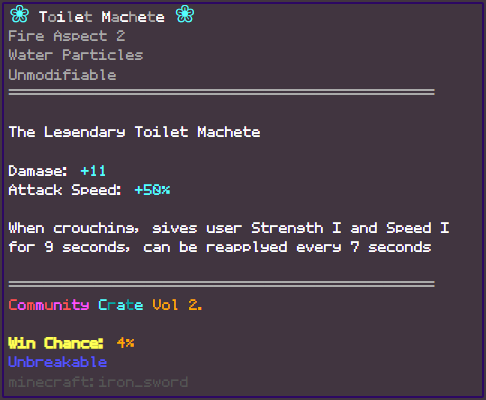 ❀ Toilet Machete ❀
Fire Aspect 2
Water Particles
Unmodifiable
The Legendary Toilet Machete
Damage: +11
Attack Speed: +50%
When crouching, gives user Strength I and Speed I
for 9 seconds, can be reapplyed every 7 seconds
Community Crate Vol 2.
Win Chance: 4%
Unbreakable
minecraft:iron_sword